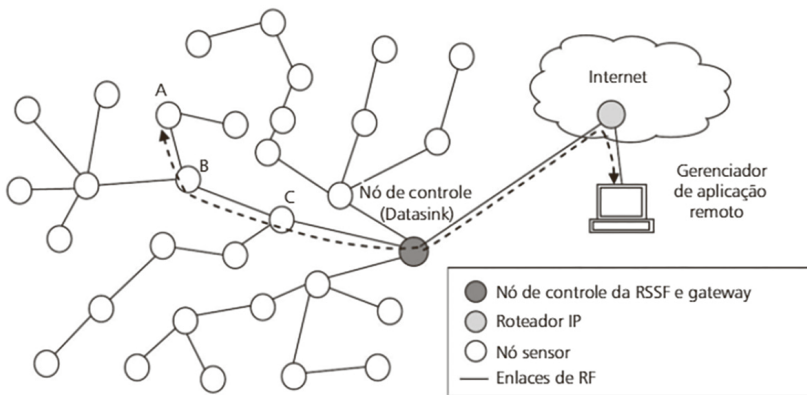 A
B
C
Nó de controle
(Datasink)
Internet
Gerenciador
de aplicação
remoto
Nó de controle da RSSF e gateway
Roteador IP
Nó sensor
Enlaces de RF